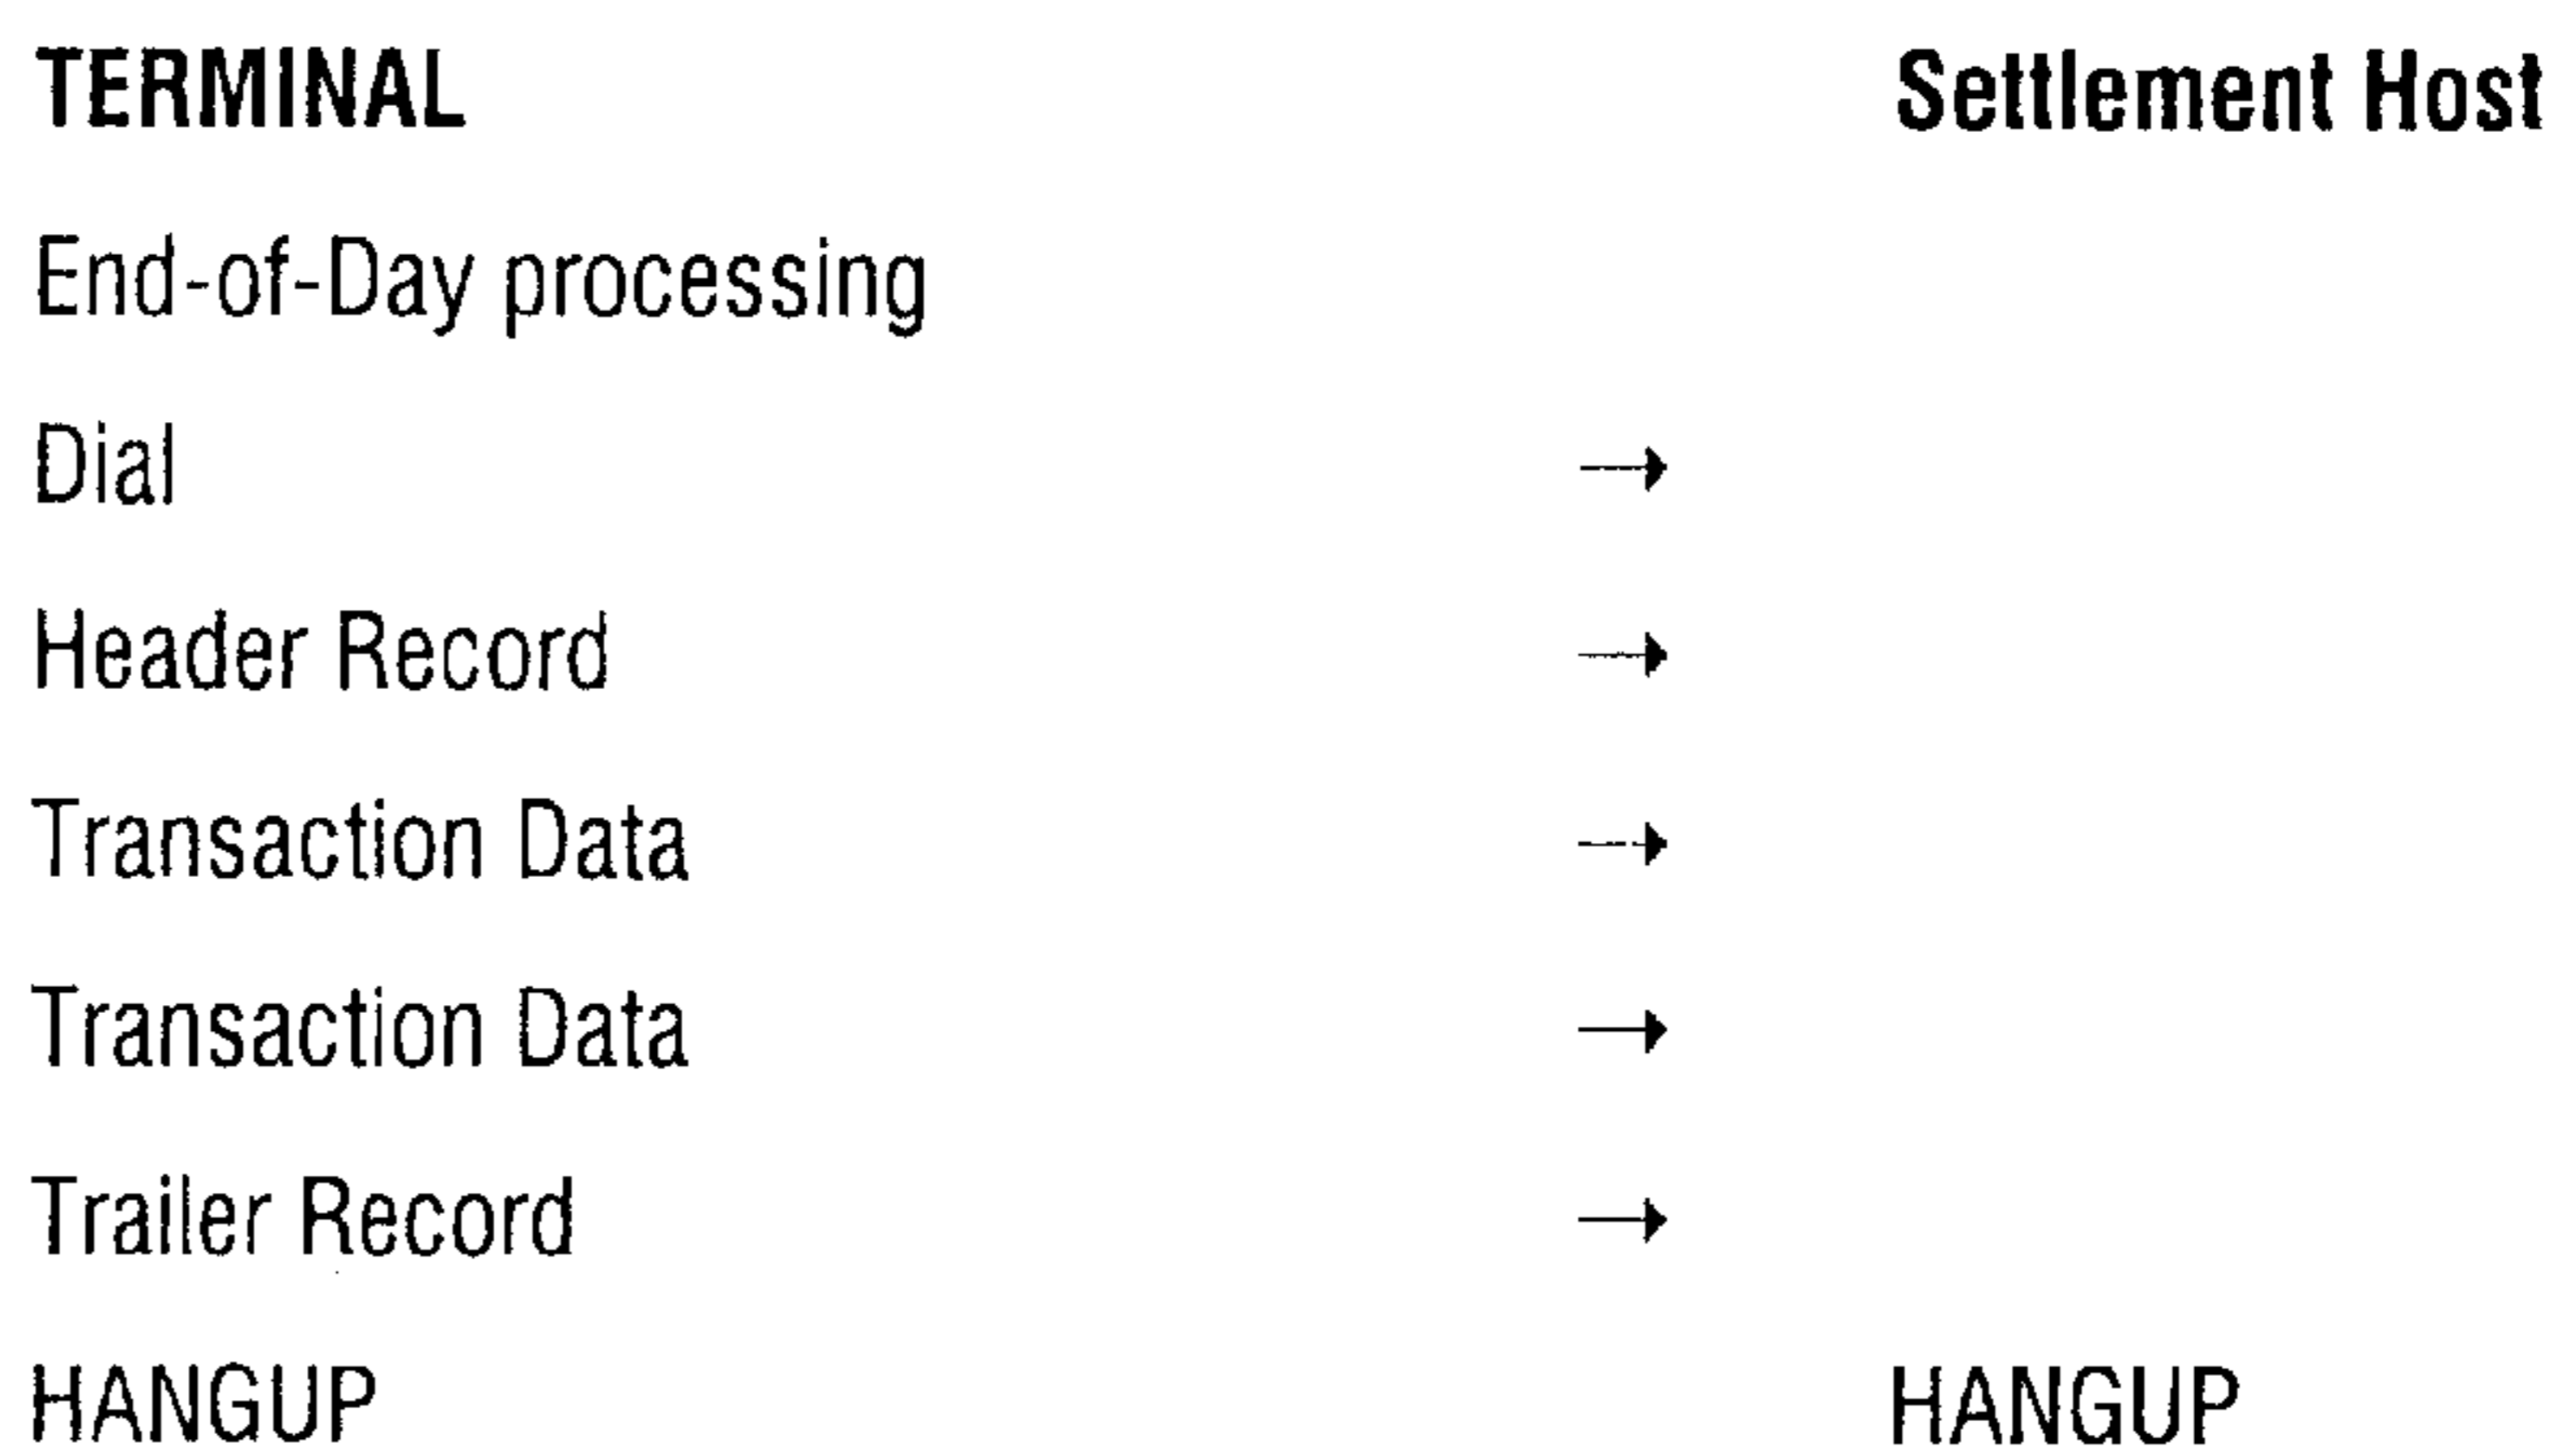 TERMINAL Settlement Host
End-of-Day processing
Dial →
Header Record →
Transaction Data →
Transaction Data →
Trailer Record →
HANGUP HANGUP